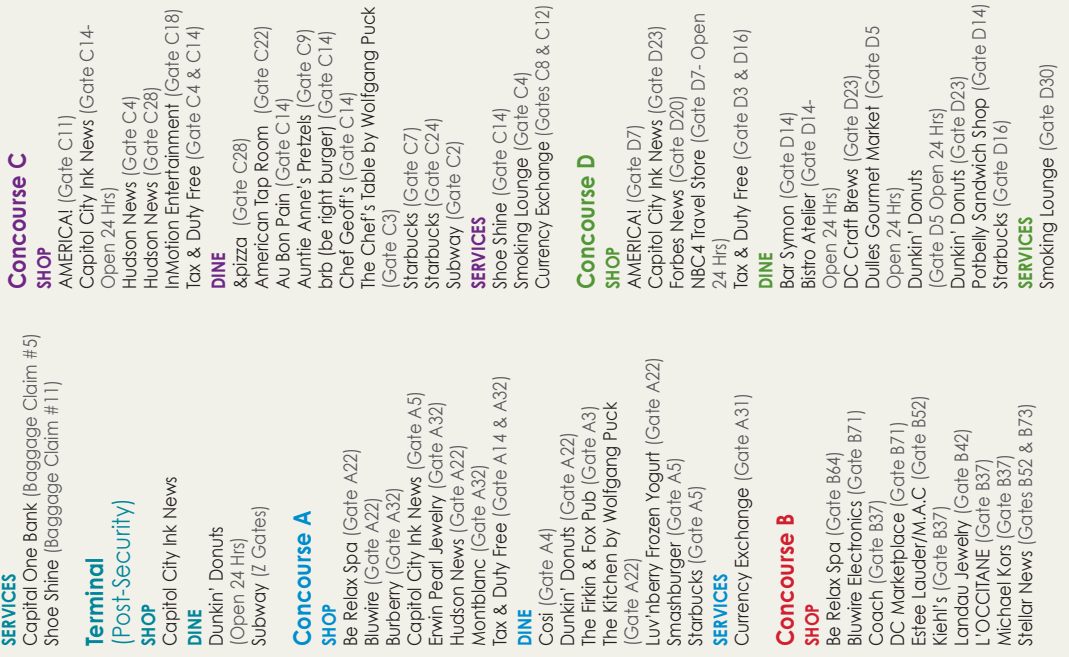 SERVICES
Capitol One Bank (Baggage Claim #5)
Shoe Shine (Baggage Claim #11)
Terminal
(Post-Security)
SHOP
Capitol City Ink News
DINE
Dunkin' Donuts
(Open 24 Hrs)
Subway (Z Gates)
Concourse A
SHOP
Be Relax Spa (Gate A22)
Bluwire (Gate A22)
Burberry (Gate A32)
Capitol City Ink News (Gate A5)
Erwin Pearl Jewelry (Gate A32)
Hudson News (Gate A22)
Montblanc (Gate A32)
Tax & Duty Free (Gate A14 & A32)
DINE
Cosi (Gate A4)
Dunkin' Donuts (Gate A22)
The Firkin & Fox Pub (Gate A3)
The Kitchen by Wolfgang Puck
(Gate A22)
Luv'nberry Frozen Yogurt (Gate A22)
Smashburger (Gate A5)
Starbucks (Gate A5)
SERVICES
Currency Exchange (Gate A31)
Concourse B
SHOP
Be Relax Spa (Gate B64)
Bluwire Electronics (Gate B71)
Coach (Gate B37)
DC Marketplace (Gate B71)
Estee Lauder/M.A.C (Gate B52)
Kiehl's (Gate B37)
Landau Jewelry (Gate B42)
L'OCCITANE (Gate B37)
Michael Kors (Gate B37)
Stellar News (Gates B52 & B73)
Concourse C
SHOP
AMERICA! (Gate C11)
Capitol City Ink News (Gate C14-
Open 24 Hrs)
Hudson News (Gate C4)
Hudson News (Gate C28)
InMotion Entertainment (Gate C18)
Tax & Duty Free (Gate C4 & C14)
DINE
&pizza (Gate C28)
American Tap Room (Gate C22)
Au Bon Pain (Gate C14)
Auntie Anne's Pretzels (Gate C9)
brb (be right burger) (Gate C14)
Chef Geoff's (Gate C14)
The Chef's Table by Wolfgang Puck
(Gate C3)
Starbucks (Gate C7)
Starbucks (Gate C24)
Subway (Gate C2)
SERVICES
Shoe Shine (Gate C14)
Smoking Lounge (Gate C4)
Currency Exchange (Gates C8 & C12)
Concourse D
SHOP
AMERICA! (Gate D7)
Capitol City Ink News (Gate D23)
Forbes News (Gate D20)
NBC4 Travel Store (Gate D7- Open
24 Hrs)
Tax & Duty Free (Gate D3 & D16)
DINE
Bar Symon (Gate D14)
Bistro Atelier (Gate D14-
Open 24 Hrs)
DC Craft Brews (Gate D23)
Dulles Gourmet Market (Gate D5
Open 24 Hrs)
Dunkin' Donuts
(Gate D5 Open 24 Hrs)
Dunkin' Donuts (Gate D23)
Potbelly Sandwich Shop (Gate D14)
Starbucks (Gate D16)
SERVICES
Smoking Lounge (Gate D30)